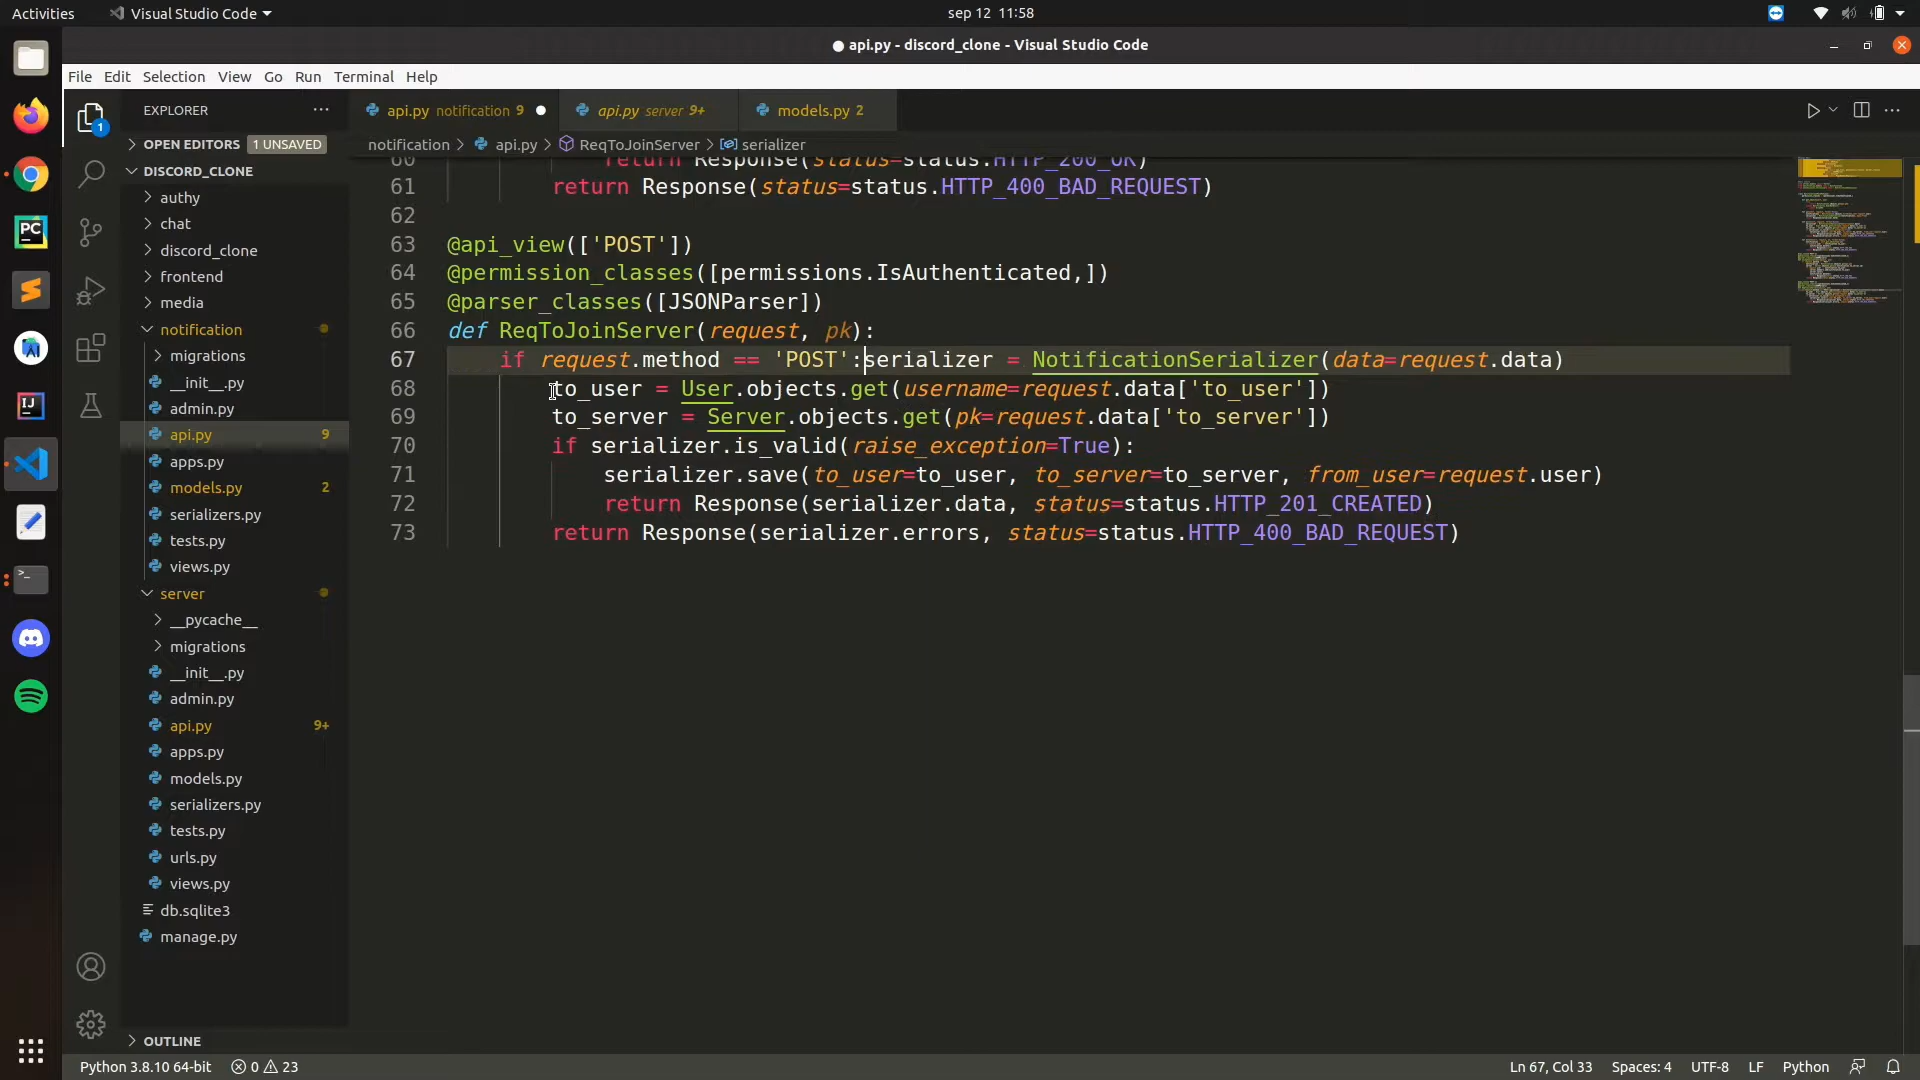 Activities
Visual Studio Code
sep 12 11:58
api.py - discord_clone - Visual Studio Code
File Edit Selection View Go Run Terminal Help
EXPLORER
api.py notification 9
api.py server 9+
models.py 2
OPEN EDITORS 1 UNSAVED
notification > api.py > ReqToJoinServer > serializer
DISCORD_CLONE
authy
chat
discord_clone
frontend
media
notification
migrations
__init__.py
admin.py
api.py 9
apps.py
models.py 2
serializers.py
tests.py
views.py
server
__pycache__
migrations
__init__.py
admin.py
api.py 9+
apps.py
models.py
serializers.py
tests.py
urls.py
views.py
db.sqlite3
manage.py
OUTLINE
60 return Response(status=status.HTTP_200_OK)
61 return Response(status=status.HTTP_400_BAD_REQUEST)
62
63 @api_view(['POST'])
64 @permission_classes([permissions.IsAuthenticated,])
65 @parser_classes([JSONParser])
66 def ReqToJoinServer(request, pk):
67 if request.method == 'POST':serializer = NotificationSerializer(data=request.data)
68 to_user = User.objects.get(username=request.data['to_user'])
69 to_server = Server.objects.get(pk=request.data['to_server'])
70 if serializer.is_valid(raise_exception=True):
71 serializer.save(to_user=to_user, to_server=to_server, from_user=request.user)
72 return Response(serializer.data, status=status.HTTP_201_CREATED)
73 return Response(serializer.errors, status=status.HTTP_400_BAD_REQUEST)
PC
IJ
1
Python 3.8.10 64-bit 0 23
Ln 67, Col 33 Spaces: 4 UTF-8 LF Python